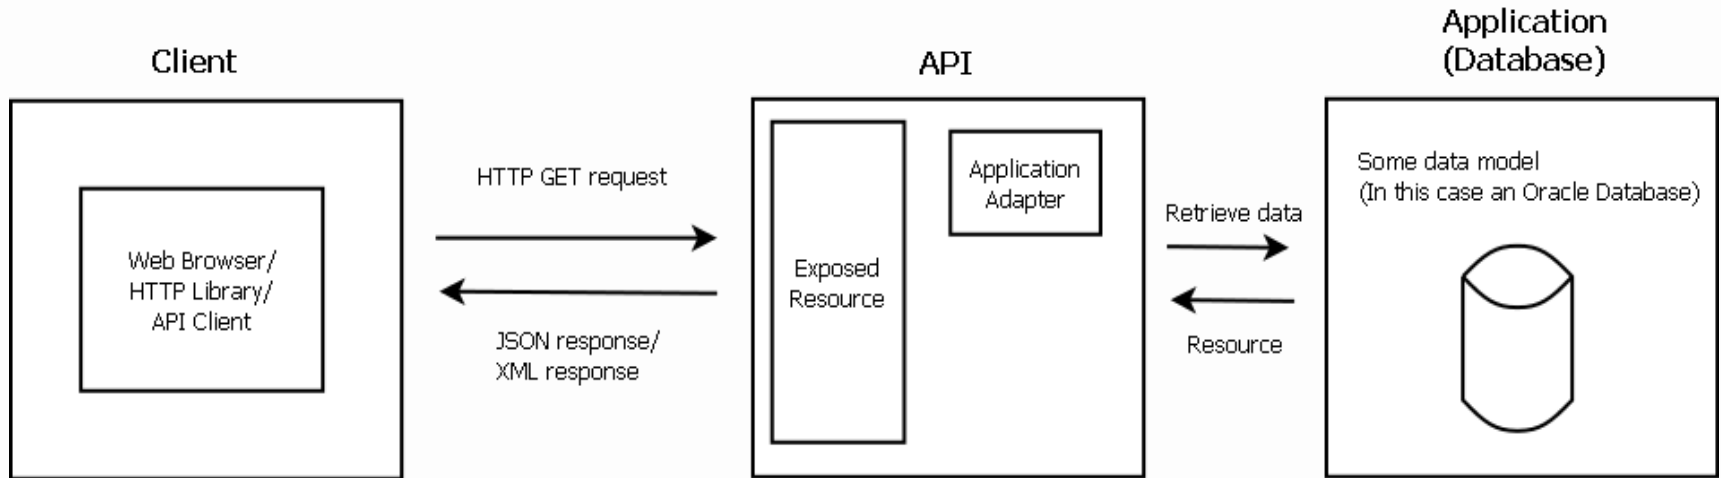 Client
Web Browser/
HTTP Library/
API Client
HTTP GET request
JSON response/
XML response
API
Exposed
Resource
Application
Adapter
Retrieve data
Resource
Application
(Database)
Some data model
(In this case an Oracle Database)